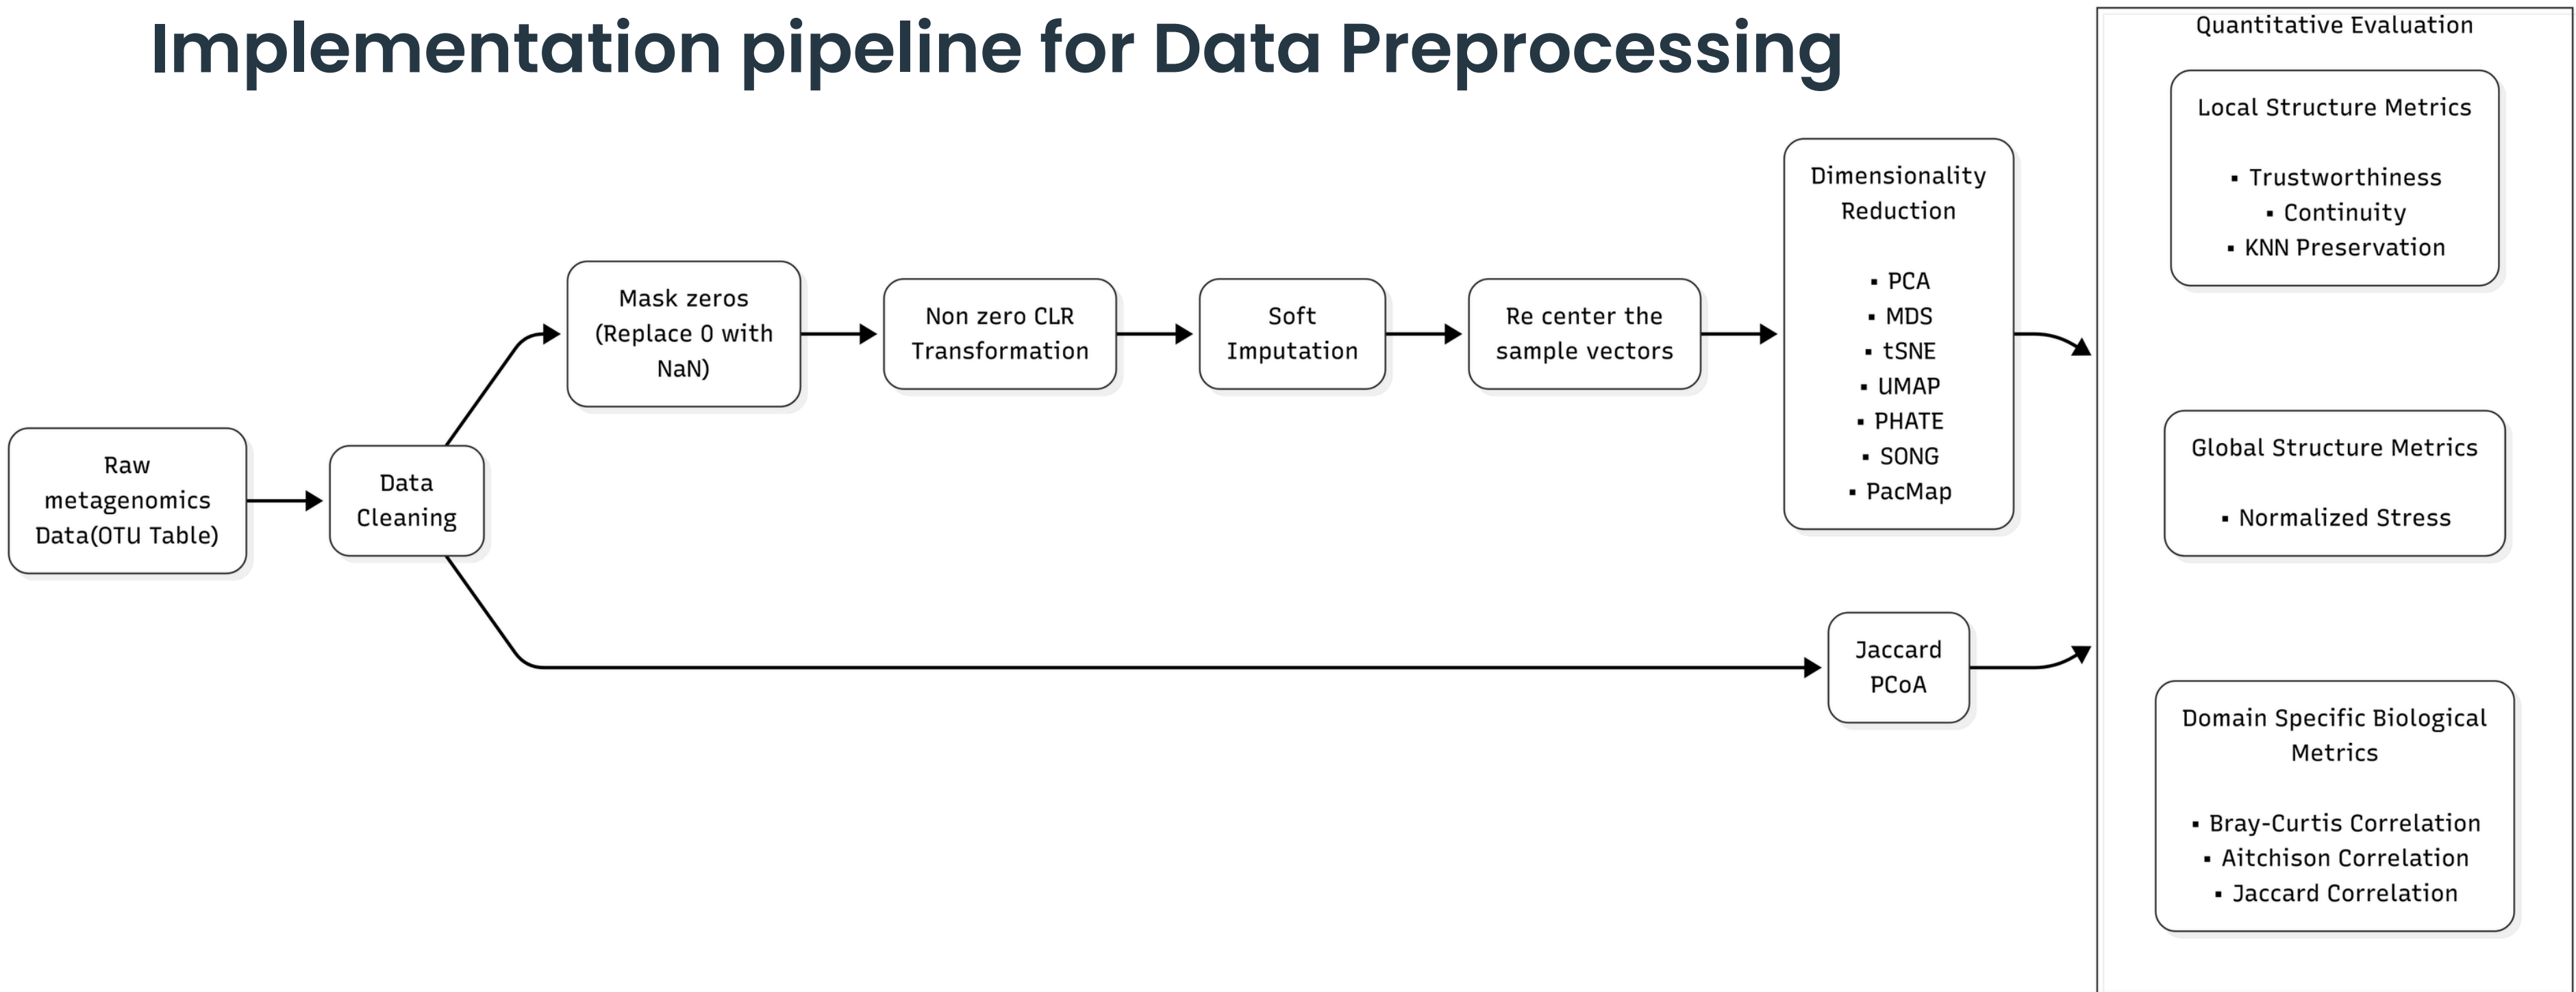 Implementation pipeline for Data Preprocessing
Raw
metagenomics
Data(OTU Table)
Data
Cleaning
Mask zeros
(Replace 0 with
NaN)
Non zero CLR
Transformation
Soft
Imputation
Re center the
sample vectors
Dimensionality
Reduction
▪ PCA
▪ MDS
▪ tSNE
▪ UMAP
▪ PHATE
▪ SONG
▪ PacMap
Jaccard
PCoA
Quantitative Evaluation
Local Structure Metrics
▪ Trustworthiness
▪ Continuity
▪ KNN Preservation
Global Structure Metrics
▪ Normalized Stress
Domain Specific Biological
Metrics
▪ Bray-Curtis Correlation
▪ Aitchison Correlation
▪ Jaccard Correlation